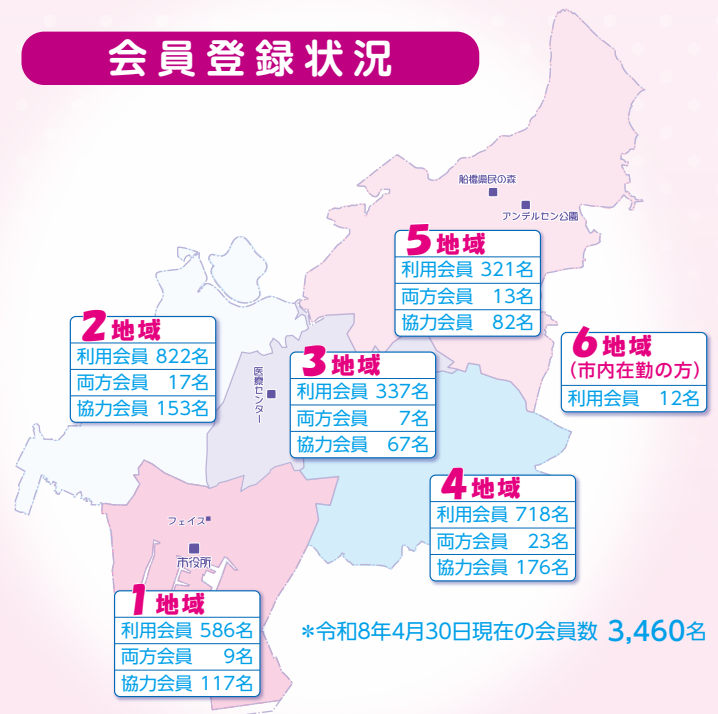 会員登録状況
船橋県民の森
アンデルセン公園
5地域
利用会員 321名
両方会員 13名
協力会員 82名
2地域
利用会員 822名
両方会員 17名
協力会員 153名
医療センター
3地域
利用会員 337名
両方会員 7名
協力会員 67名
6地域
(市内在勤の方)
利用会員 12名
4地域
利用会員 718名
両方会員 23名
協力会員 176名
フェイス
市役所
1地域
利用会員 586名
両方会員 9名
協力会員 117名
*令和8年4月30日現在の会員数 3,460名